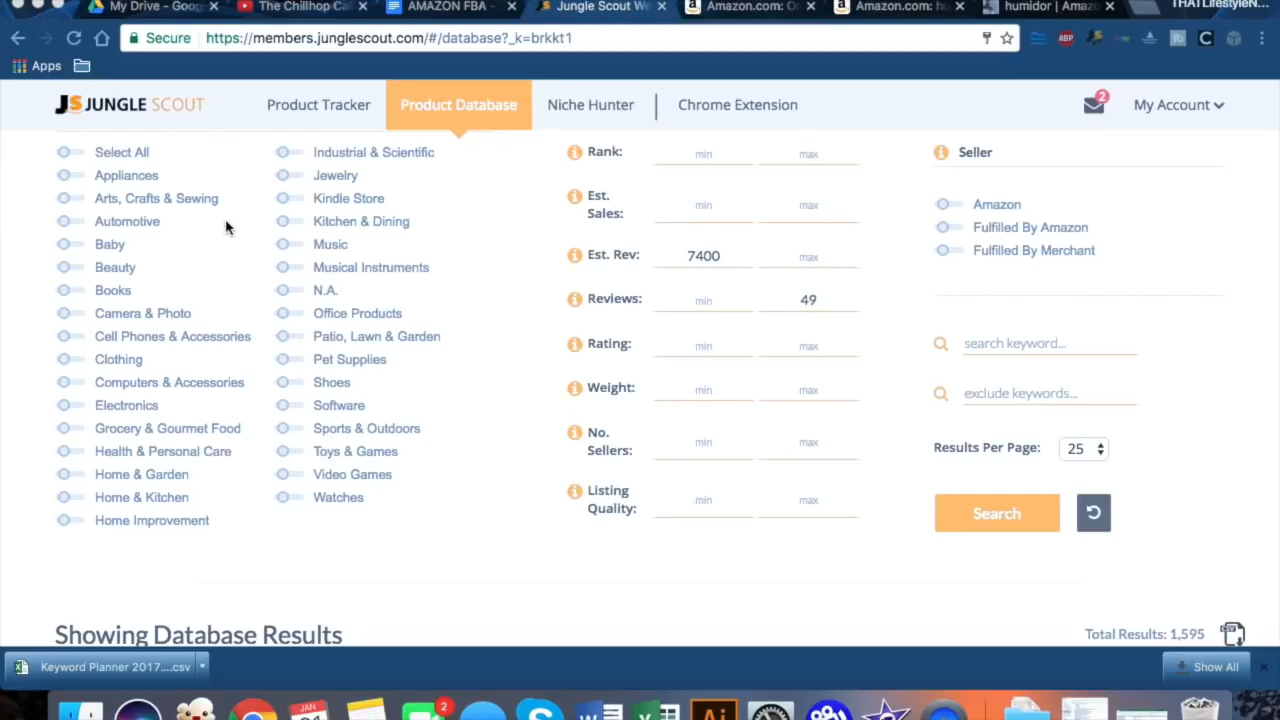 My Drive - Goog
The Chillhop Ca
AMAZON FBA -
Jungle Scout We
Amazon.com: O
Amazon.com: hu
humidor | Amaz
THATLifestyleN...
Secure
https://members.junglescout.com/#/database?_k=brkkt1
ABP
Apps
JS JUNGLE SCOUT
Product Tracker
Product Database
Niche Hunter
Chrome Extension
2
My Account
Select All
Appliances
Arts, Crafts & Sewing
Automotive
Baby
Beauty
Books
Camera & Photo
Cell Phones & Accessories
Clothing
Computers & Accessories
Electronics
Grocery & Gourmet Food
Health & Personal Care
Home & Garden
Home & Kitchen
Home Improvement
Industrial & Scientific
Jewelry
Kindle Store
Kitchen & Dining
Music
Musical Instruments
N.A.
Office Products
Patio, Lawn & Garden
Pet Supplies
Shoes
Software
Sports & Outdoors
Toys & Games
Video Games
Watches
Rank: min max
Est.
Sales: min max
Est. Rev: 7400 max
Reviews: min 49
Rating: min max
Weight: min max
No.
Sellers: min max
Listing
Quality: min max
Seller
Amazon
Fulfilled By Amazon
Fulfilled By Merchant
search keyword...
exclude keywords...
Results Per Page: 25
Search
Showing Database Results
Total Results: 1,595
CSV
Keyword Planner 2017....csv
Show All
JAN
2
Ai